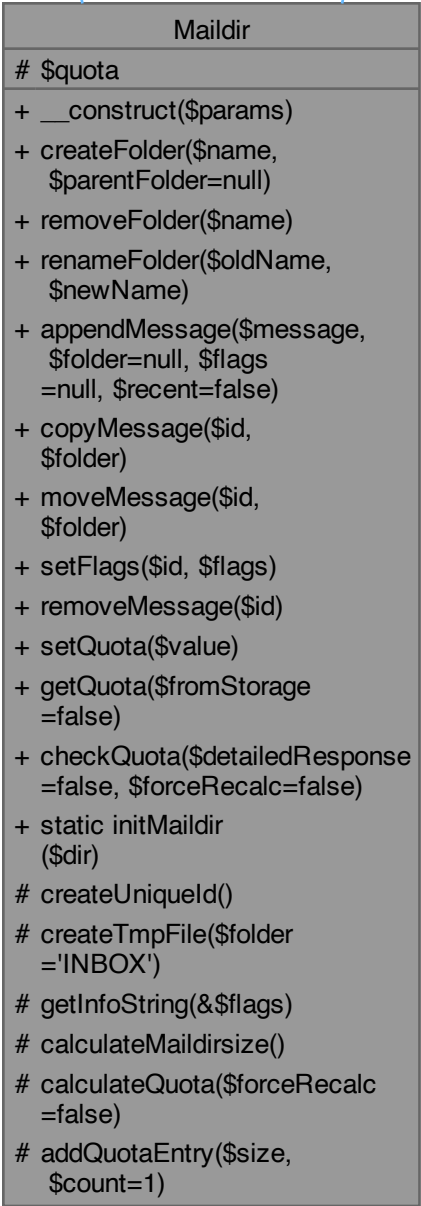 Maildir
# $quota
+ __construct($params)
+ createFolder($name,
$parentFolder=null)
+ removeFolder($name)
+ renameFolder($oldName,
$newName)
+ appendMessage($message,
$folder=null, $flags
=null, $recent=false)
+ copyMessage($id,
$folder)
+ moveMessage($id,
$folder)
+ setFlags($id, $flags)
+ removeMessage($id)
+ setQuota($value)
+ getQuota($fromStorage
=false)
+ checkQuota($detailedResponse
=false, $forceRecalc=false)
+ static initMaildir
($dir)
# createUniqueId()
# createTmpFile($folder
='INBOX')
# getInfoString(&$flags)
# calculateMaildirsize()
# calculateQuota($forceRecalc
=false)
# addQuotaEntry($size,
$count=1)